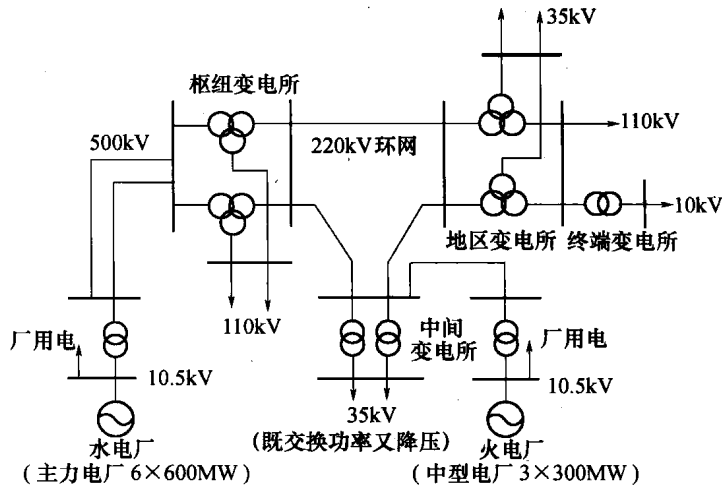 35kV
枢纽变电所
500kV
220kV环网
110kV
地区变电所
终端变电所
10kV
110kV
厂用电
中间
变电所
厂用电
10.5kV
35kV
10.5kV
水电厂
(既交换功率又降压)
火电厂
(主力电厂6×600MW)
(中型电厂3×300MW)